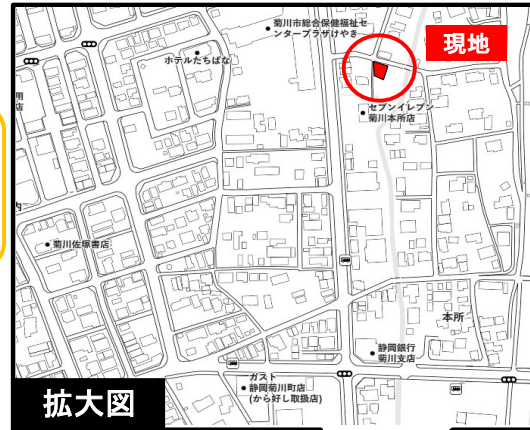 菊川市総合保健福祉セ
ンタープラザけやき
現地
ホテルたちばな
セブンイレブン
菊川本所店
店
菊川佐塚書店
本所
静岡銀行
菊川支店
ガスト
静岡菊川町店
(から好し取扱店)
拡大図